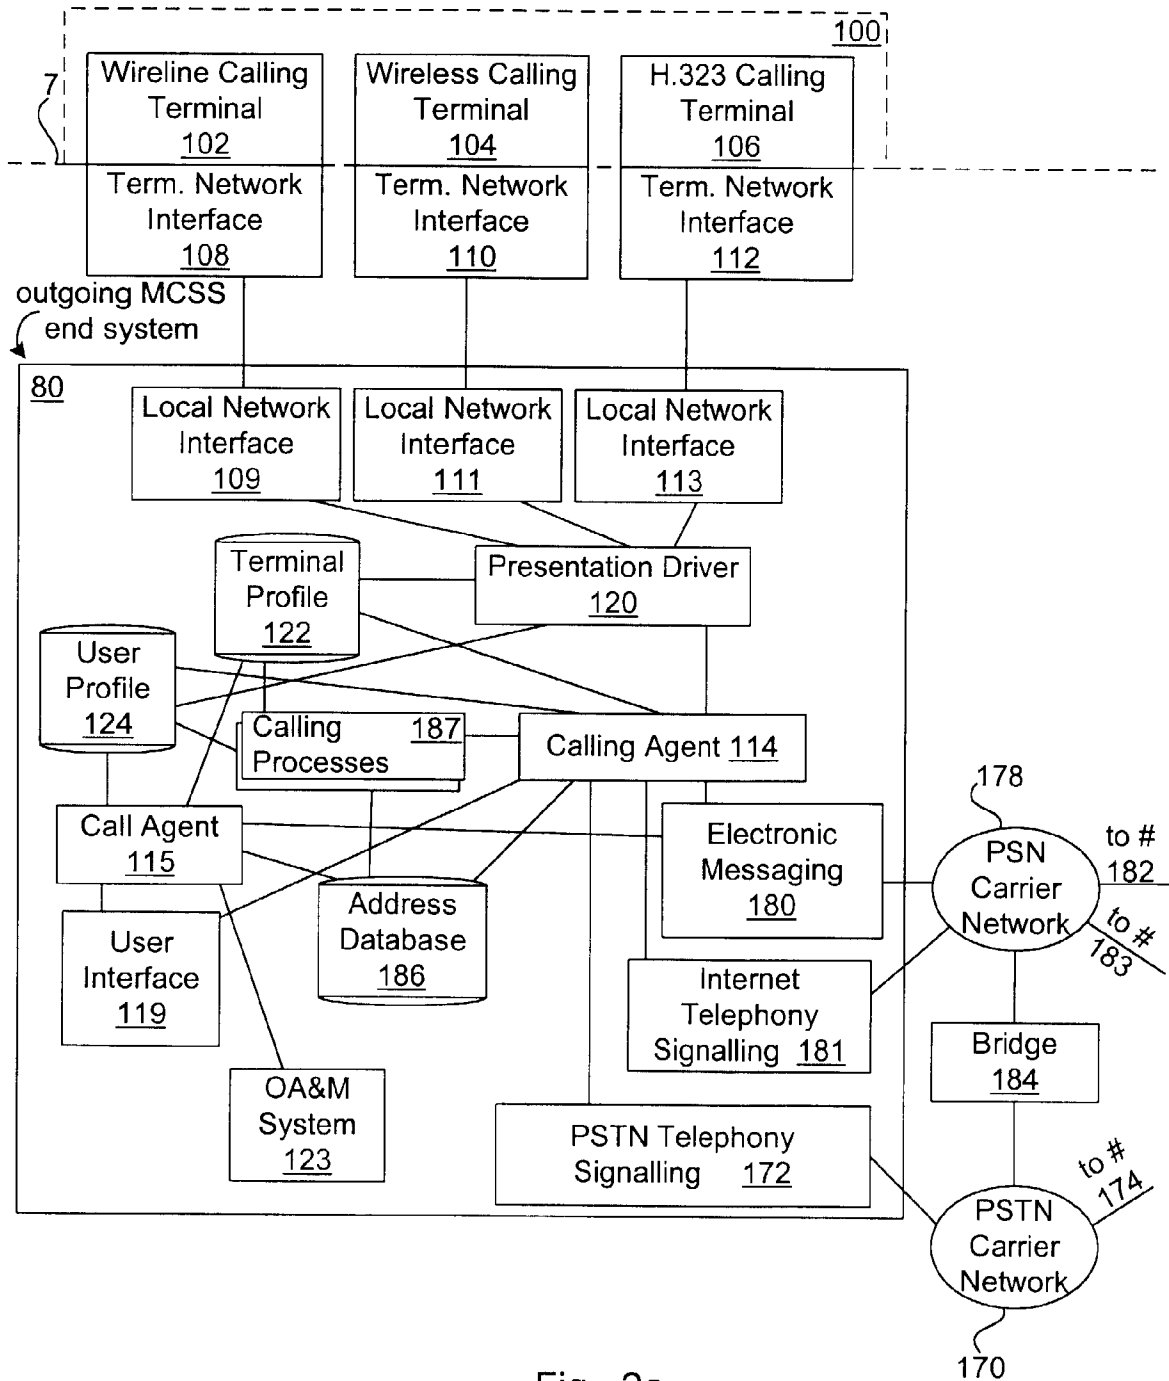 100
7
Wireline Calling
Terminal
102
Wireless Calling
Terminal
104
H.323 Calling
Terminal
106
Term. Network
Interface
108
Term. Network
Interface
110
Term. Network
Interface
112
outgoing MCSS
end system
80
Local Network
Interface
109
Local Network
Interface
111
Local Network
Interface
113
Terminal
Profile
122
Presentation Driver
120
User
Profile
124
Calling 187
Processes
Calling Agent 114
Call Agent
115
Electronic
Messaging
180
178
PSN
Carrier
Network
to #
182
to #
183
User
Interface
119
Address
Database
186
Internet
Telephony
Signalling 181
Bridge
184
OA&M
System
123
PSTN Telephony
Signalling 172
to #
174
PSTN
Carrier
Network
170